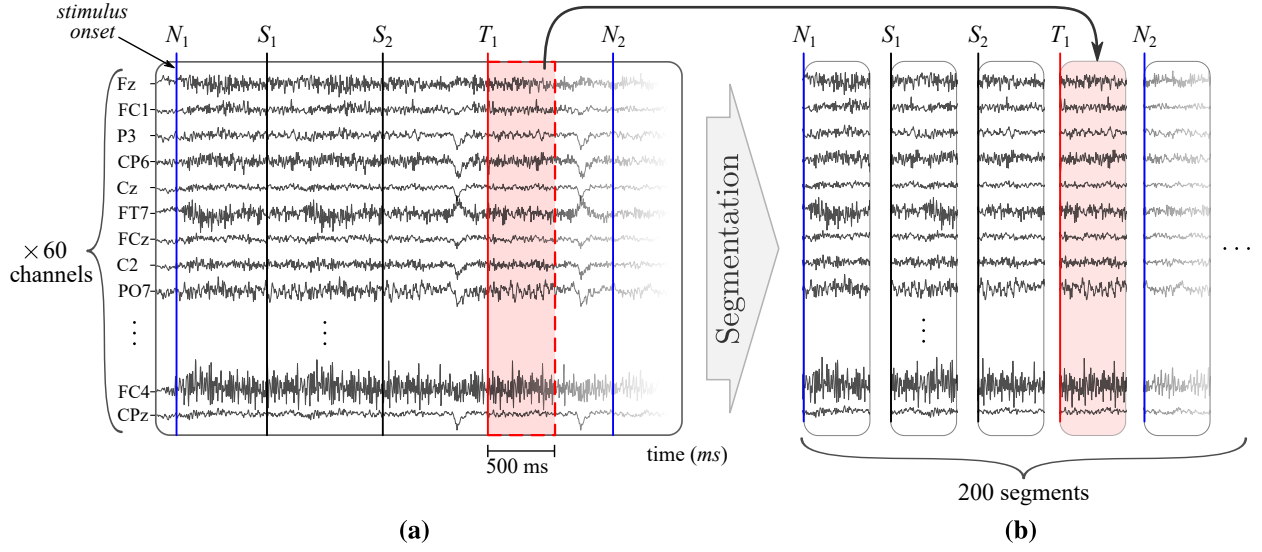 stimulus
onset
N1 S1 S2 T1 N2
Fz
FC1
P3
CP6
Cz
FT7
FCz
C2
PO7
⋮ ⋮
FC4
CPz
×60
channels
500 ms
time (ms)
(a)
Segmentation
N1 S1 S2 T1 N2
⋮
...
200 segments
(b)